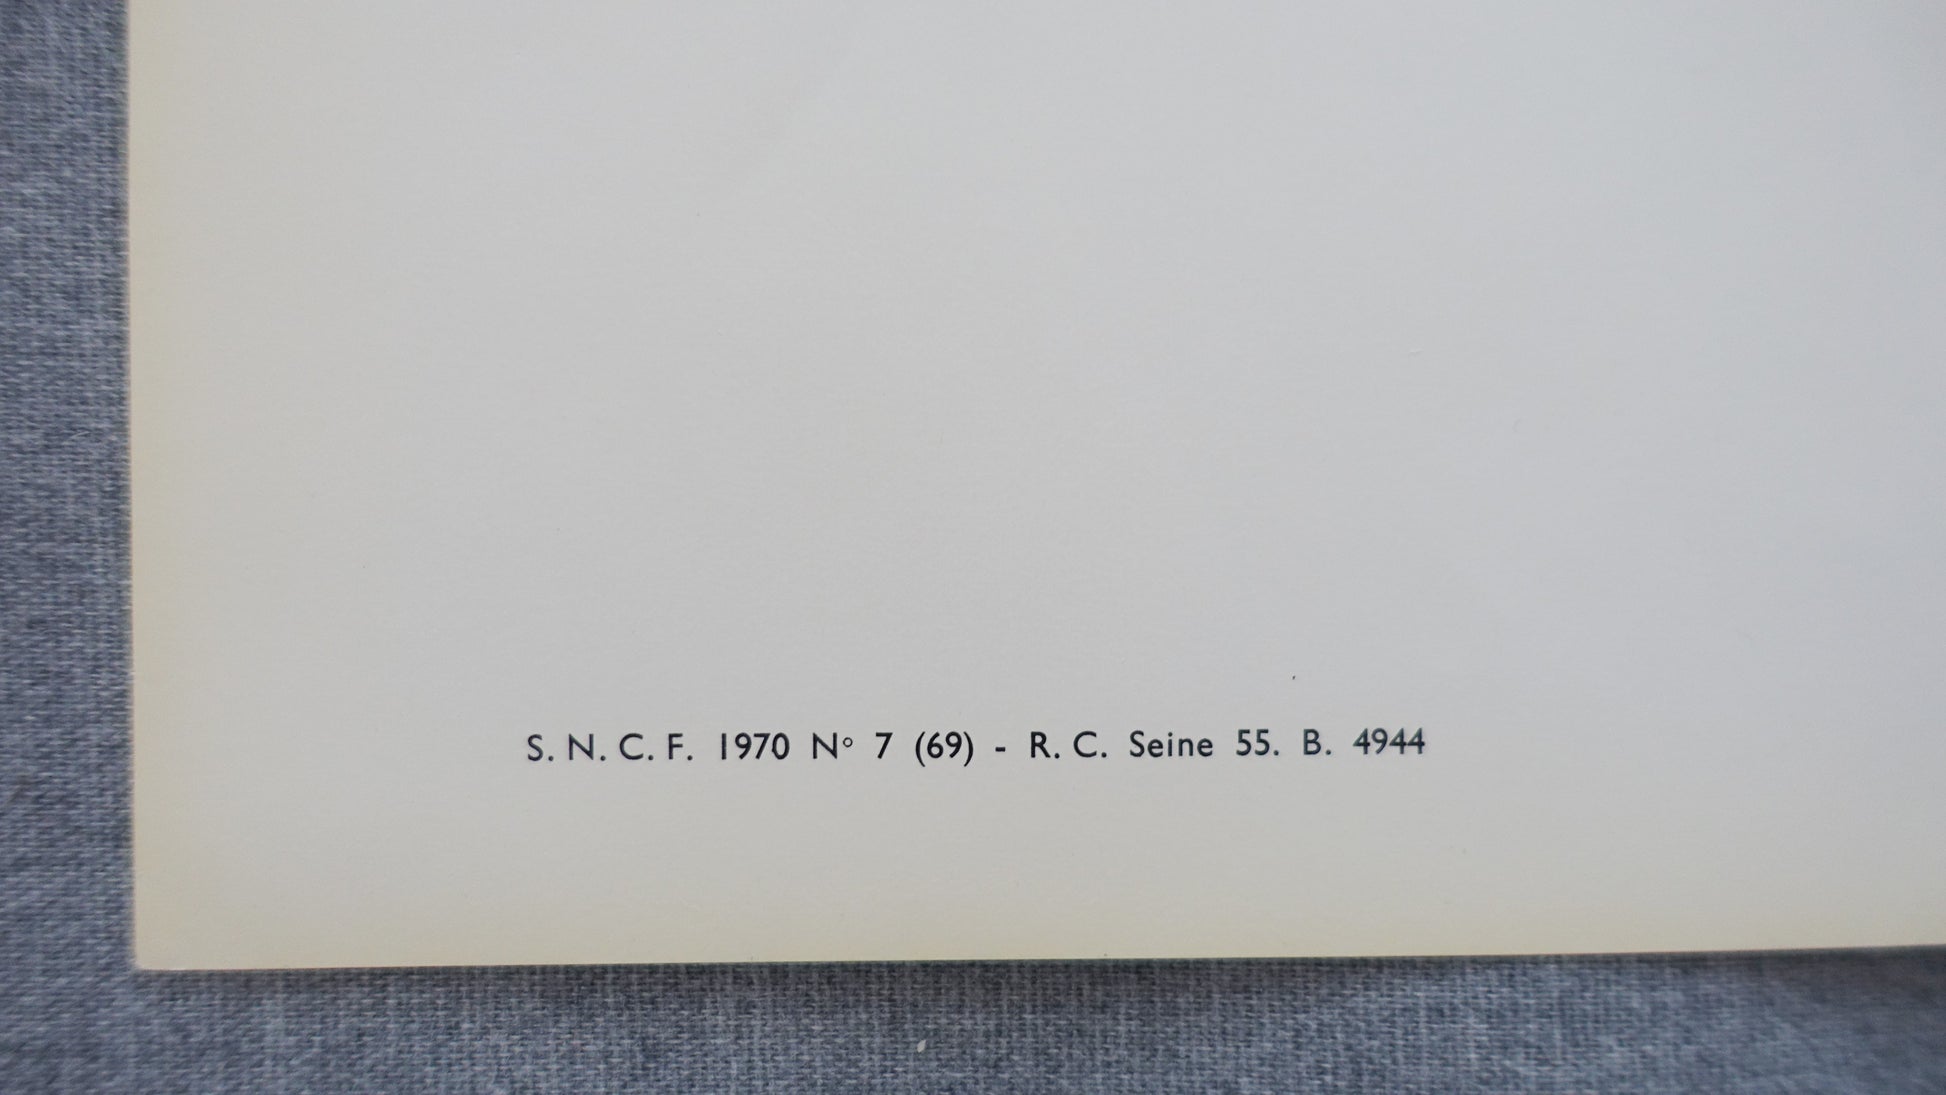 S. N. C. F. 1970 N° 7 (69) - R. C. Seine 55. B. 4944